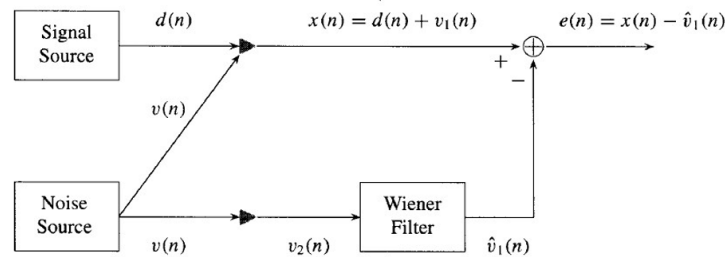 Signal
Source
d(n)
x(n) = d(n) + v₁(n)
e(n) = x(n) − v̂₁(n)
+
−
v(n)
Noise
Source
v(n)
v₂(n)
Wiener
Filter
v̂₁(n)